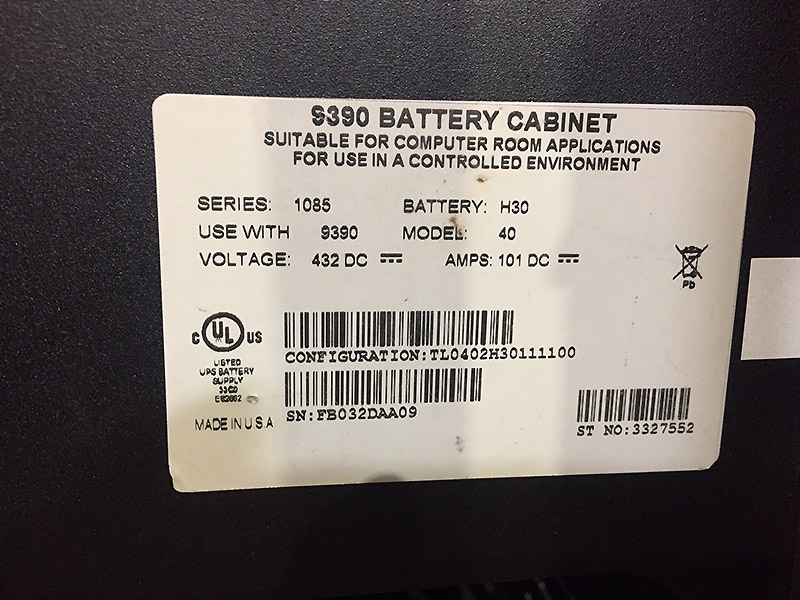 9390 BATTERY CABINET
SUITABLE FOR COMPUTER ROOM APPLICATIONS
FOR USE IN A CONTROLLED ENVIRONMENT
SERIES: 1085 BATTERY: H30
USE WITH 9390 MODEL: 40
VOLTAGE: 432 DC AMPS: 101 DC
Pb
C UL US
LISTED
UPS BATTERY
SUPPLY
CONFIGURATION:TL0402H30111100
SN:FB032DAA09
MADE IN U.S.A
ST NO:3327552